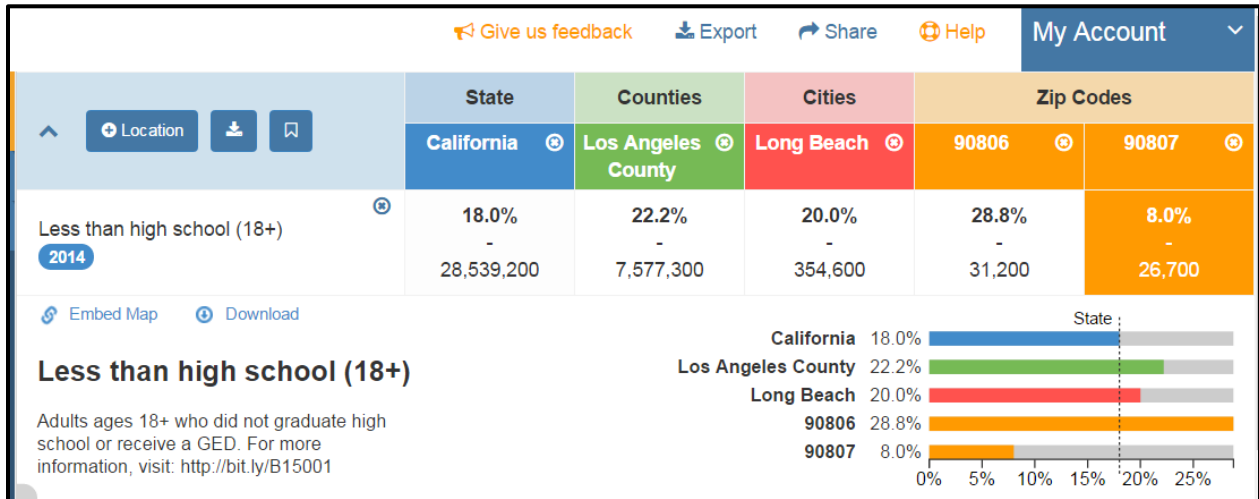 Give us feedback Export Share Help My Account
State Counties Cities Zip Codes
Location
California Los Angeles County Long Beach 90806 90807
Less than high school (18+)
2014
18.0% 22.2% 20.0% 28.8% 8.0%
- - - - -
28,539,200 7,577,300 354,600 31,200 26,700
Embed Map Download
Less than high school (18+)
Adults ages 18+ who did not graduate high
school or receive a GED. For more
information, visit: http://bit.ly/B15001
State
California 18.0%
Los Angeles County 22.2%
Long Beach 20.0%
90806 28.8%
90807 8.0%
0% 5% 10% 15% 20% 25%